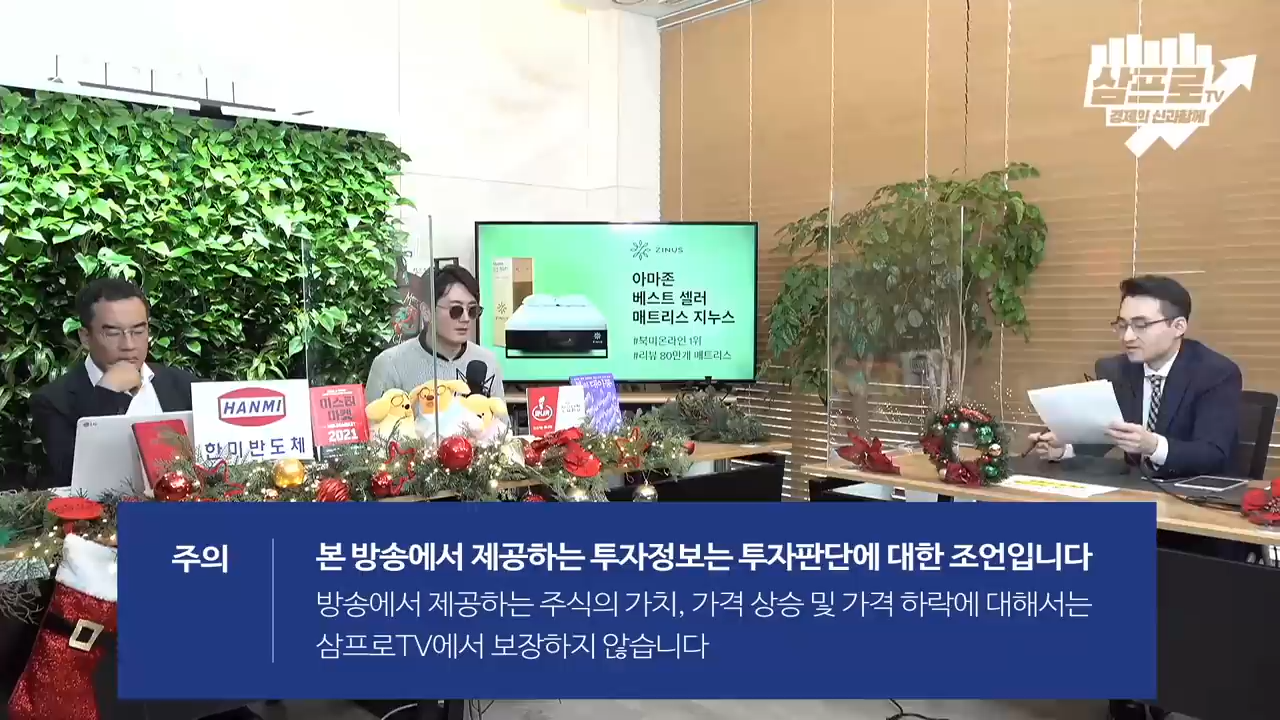 삼프로TV
경제의 신과함께
ZINUS
아마존
베스트 셀러
매트리스 지누스
#북미온라인 1위
#리뷰 80만개 매트리스
HANMI
한미반도체
미스터
마켓
2021
LG
주의
본 방송에서 제공하는 투자정보는 투자판단에 대한 조언입니다
방송에서 제공하는 주식의 가치, 가격 상승 및 가격 하락에 대해서는
삼프로TV에서 보장하지 않습니다